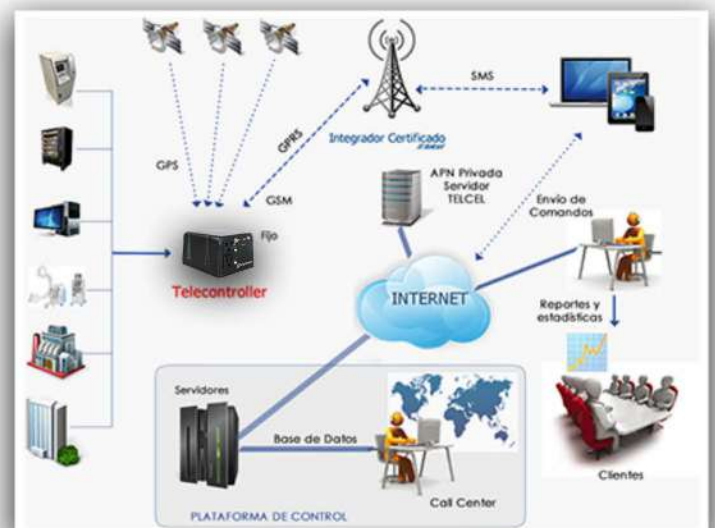 SMS
GPRS
Integrador Certificado
GPS
GSM
APN Privada
Servidor
TELCEL
Envío de
Comandos
Fijo
Telecontroller
INTERNET
Reportes y
estadísticas
Servidores
Base de Datos
Call Center
Clientes
PLATAFORMA DE CONTROL